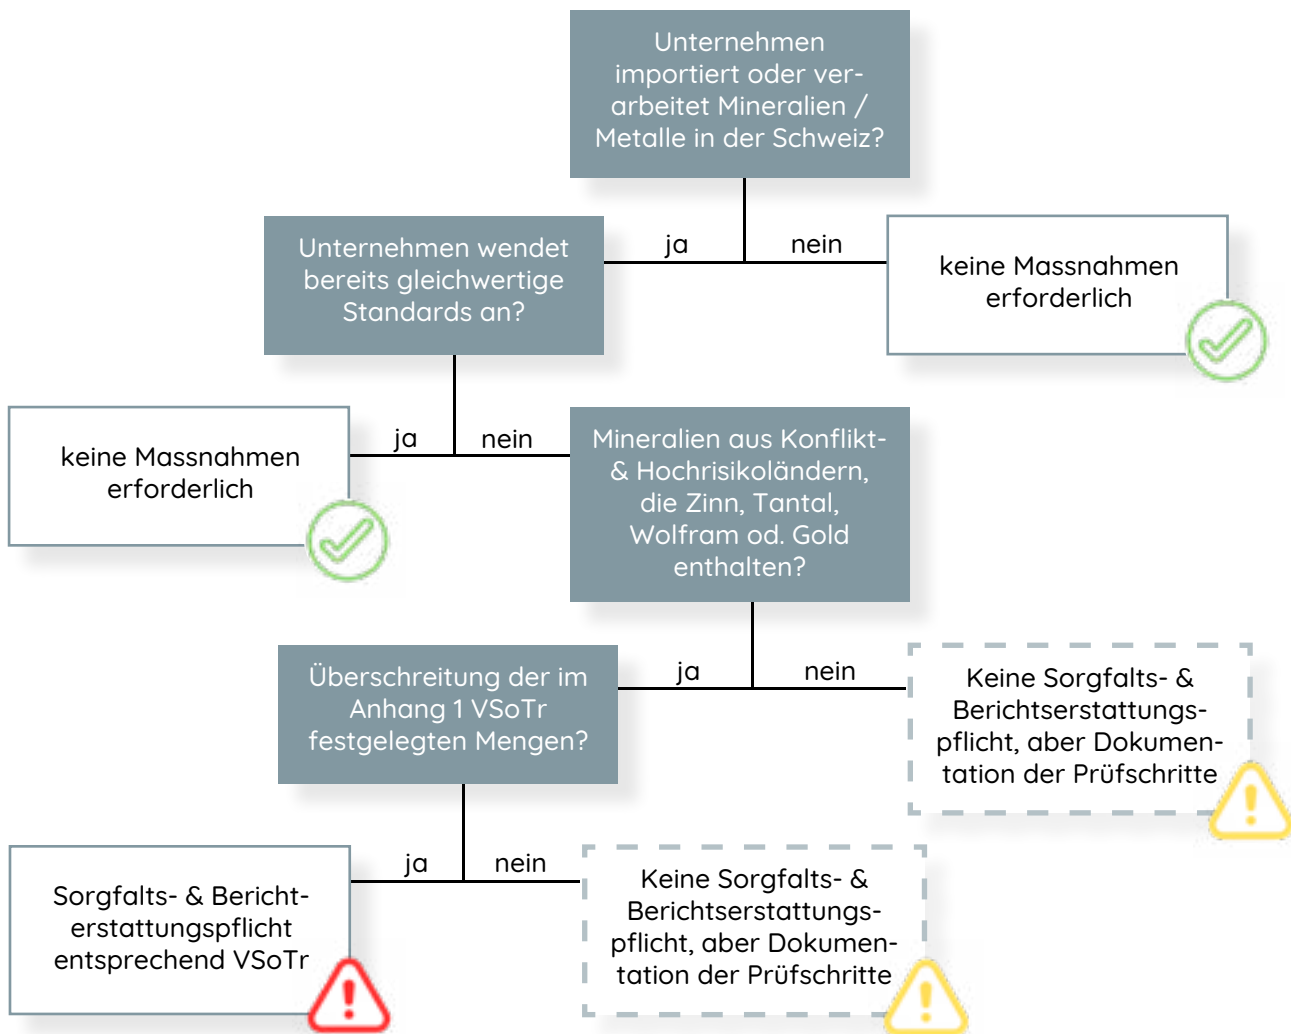 Unternehmen
importiert oder ver-
arbeitet Mineralien /
Metalle in der Schweiz?
ja
nein
Unternehmen wendet
bereits gleichwertige
Standards an?
keine Massnahmen
erforderlich
ja
nein
keine Massnahmen
erforderlich
Mineralien aus Konflikt-
& Hochrisikoländern,
die Zinn, Tantal,
Wolfram od. Gold
enthalten?
ja
nein
Überschreitung der im
Anhang 1 VSoTr
festgelegten Mengen?
Keine Sorgfalts- &
Berichtserstattungs-
pflicht, aber Dokumen-
tation der Prüfschritte
ja
nein
Sorgfalts- & Bericht-
erstattungspflicht
entsprechend VSoTr
Keine Sorgfalts- &
Berichtserstattungs-
pflicht, aber Dokumen-
tation der Prüfschritte